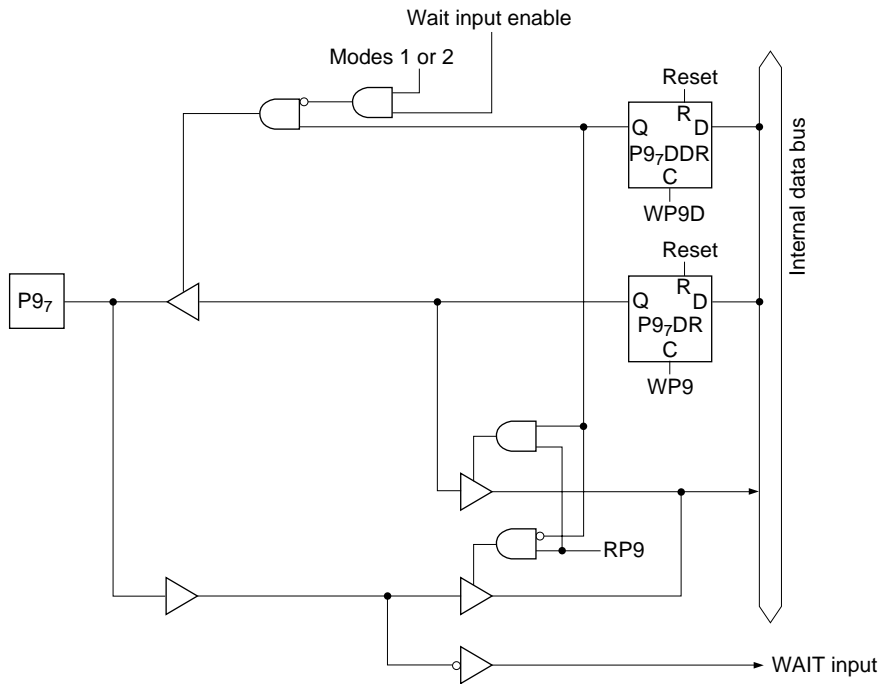 Wait input enable
Modes 1 or 2
Reset
R
Q D
P9₇DDR
C
WP9D
Internal data bus
Reset
R
Q D
P9₇DR
C
WP9
P9₇
RP9
WAIT input